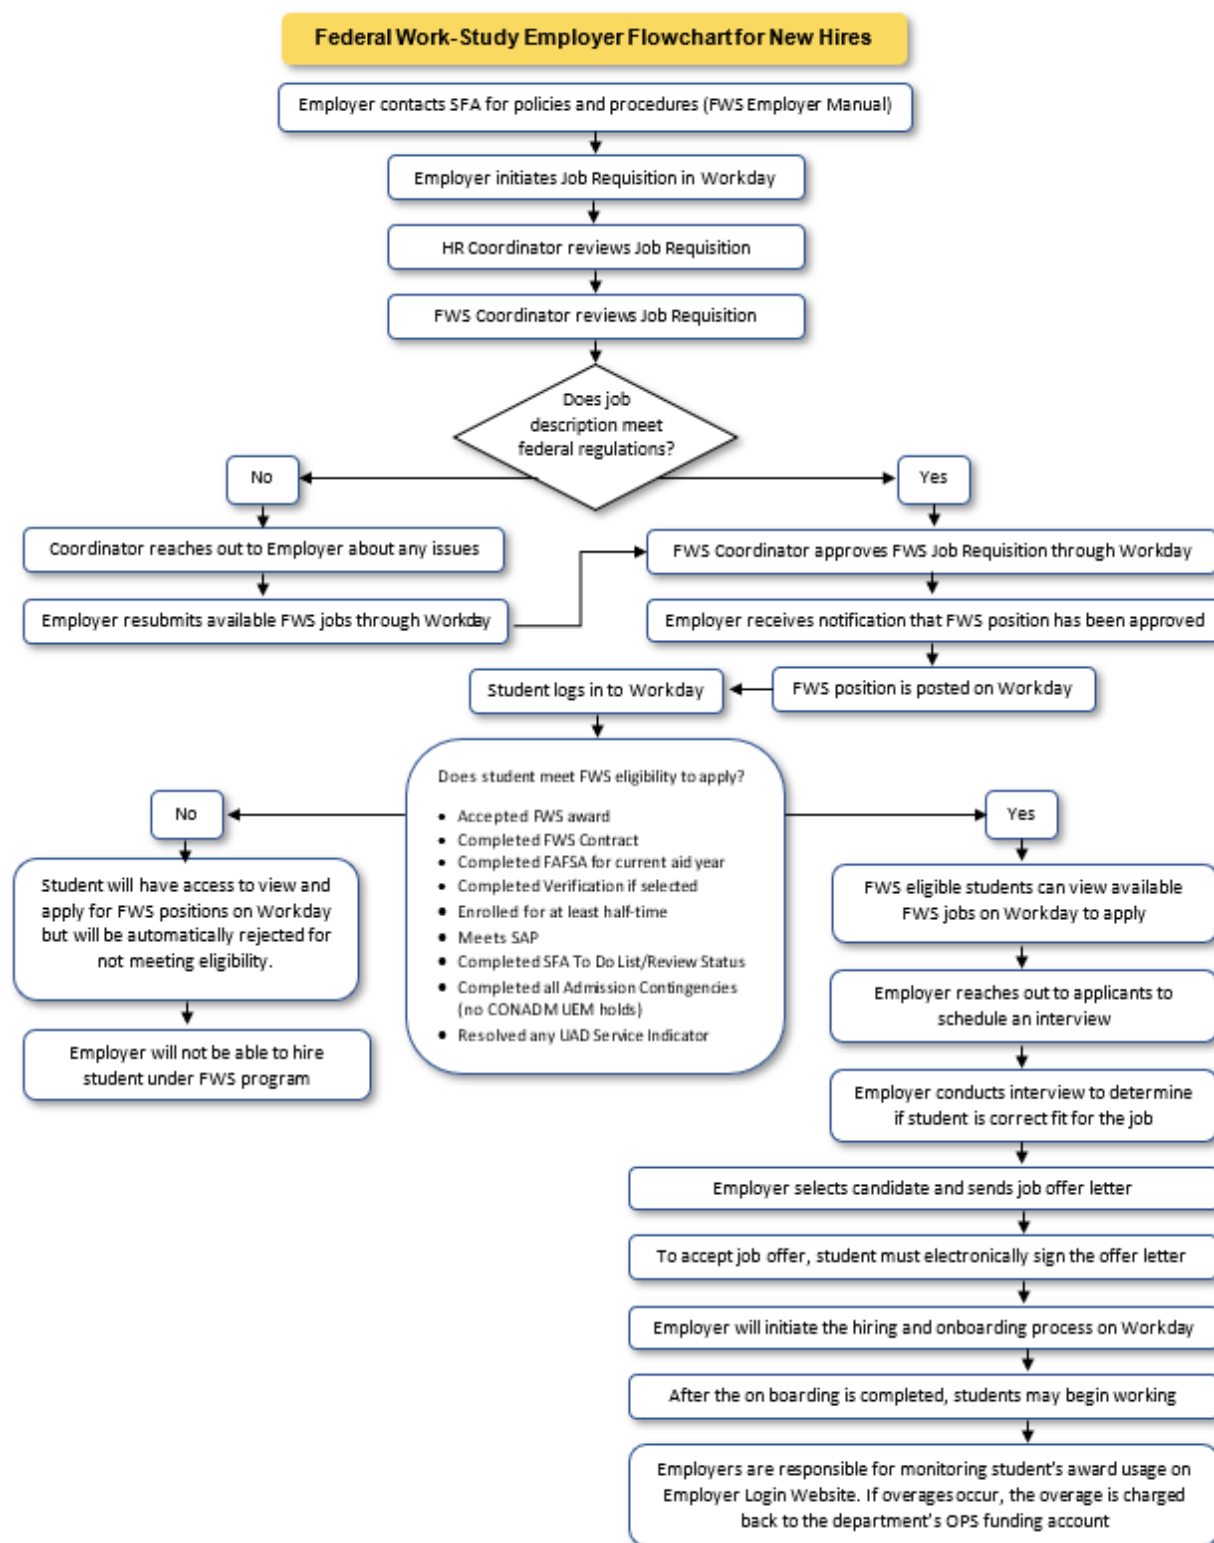 Federal Work-Study Employer Flowchart for New Hires
Employer contacts SFA for policies and procedures (FWS Employer Manual)
Employer initiates Job Requisition in Workday
HR Coordinator reviews Job Requisition
FWS Coordinator reviews Job Requisition
Does job
description meet
federal regulations?
No
Yes
Coordinator reaches out to Employer about any issues
FWS Coordinator approves FWS Job Requisition through Workday
Employer resubmits available FWS jobs through Workday
Employer receives notification that FWS position has been approved
Student logs in to Workday
FWS position is posted on Workday
Does student meet FWS eligibility to apply?
• Accepted FWS award
• Completed FWS Contract
• Completed FAFSA for current aid year
• Completed Verification if selected
• Enrolled for at least half-time
• Meets SAP
• Completed SFA To Do List/Review Status
• Completed all Admission Contingencies
(no CONADM UEM holds)
• Resolved any UAD Service Indicator
No
Student will have access to view and
apply for FWS positions on Workday
but will be automatically rejected for
not meeting eligibility.
Employer will not be able to hire
student under FWS program
Yes
FWS eligible students can view available
FWS jobs on Workday to apply
Employer reaches out to applicants to
schedule an interview
Employer conducts interview to determine
if student is correct fit for the job
Employer selects candidate and sends job offer letter
To accept job offer, student must electronically sign the offer letter
Employer will initiate the hiring and onboarding process on Workday
After the on boarding is completed, students may begin working
Employers are responsible for monitoring student's award usage on
Employer Login Website. If overages occur, the overage is charged
back to the department's OPS funding account